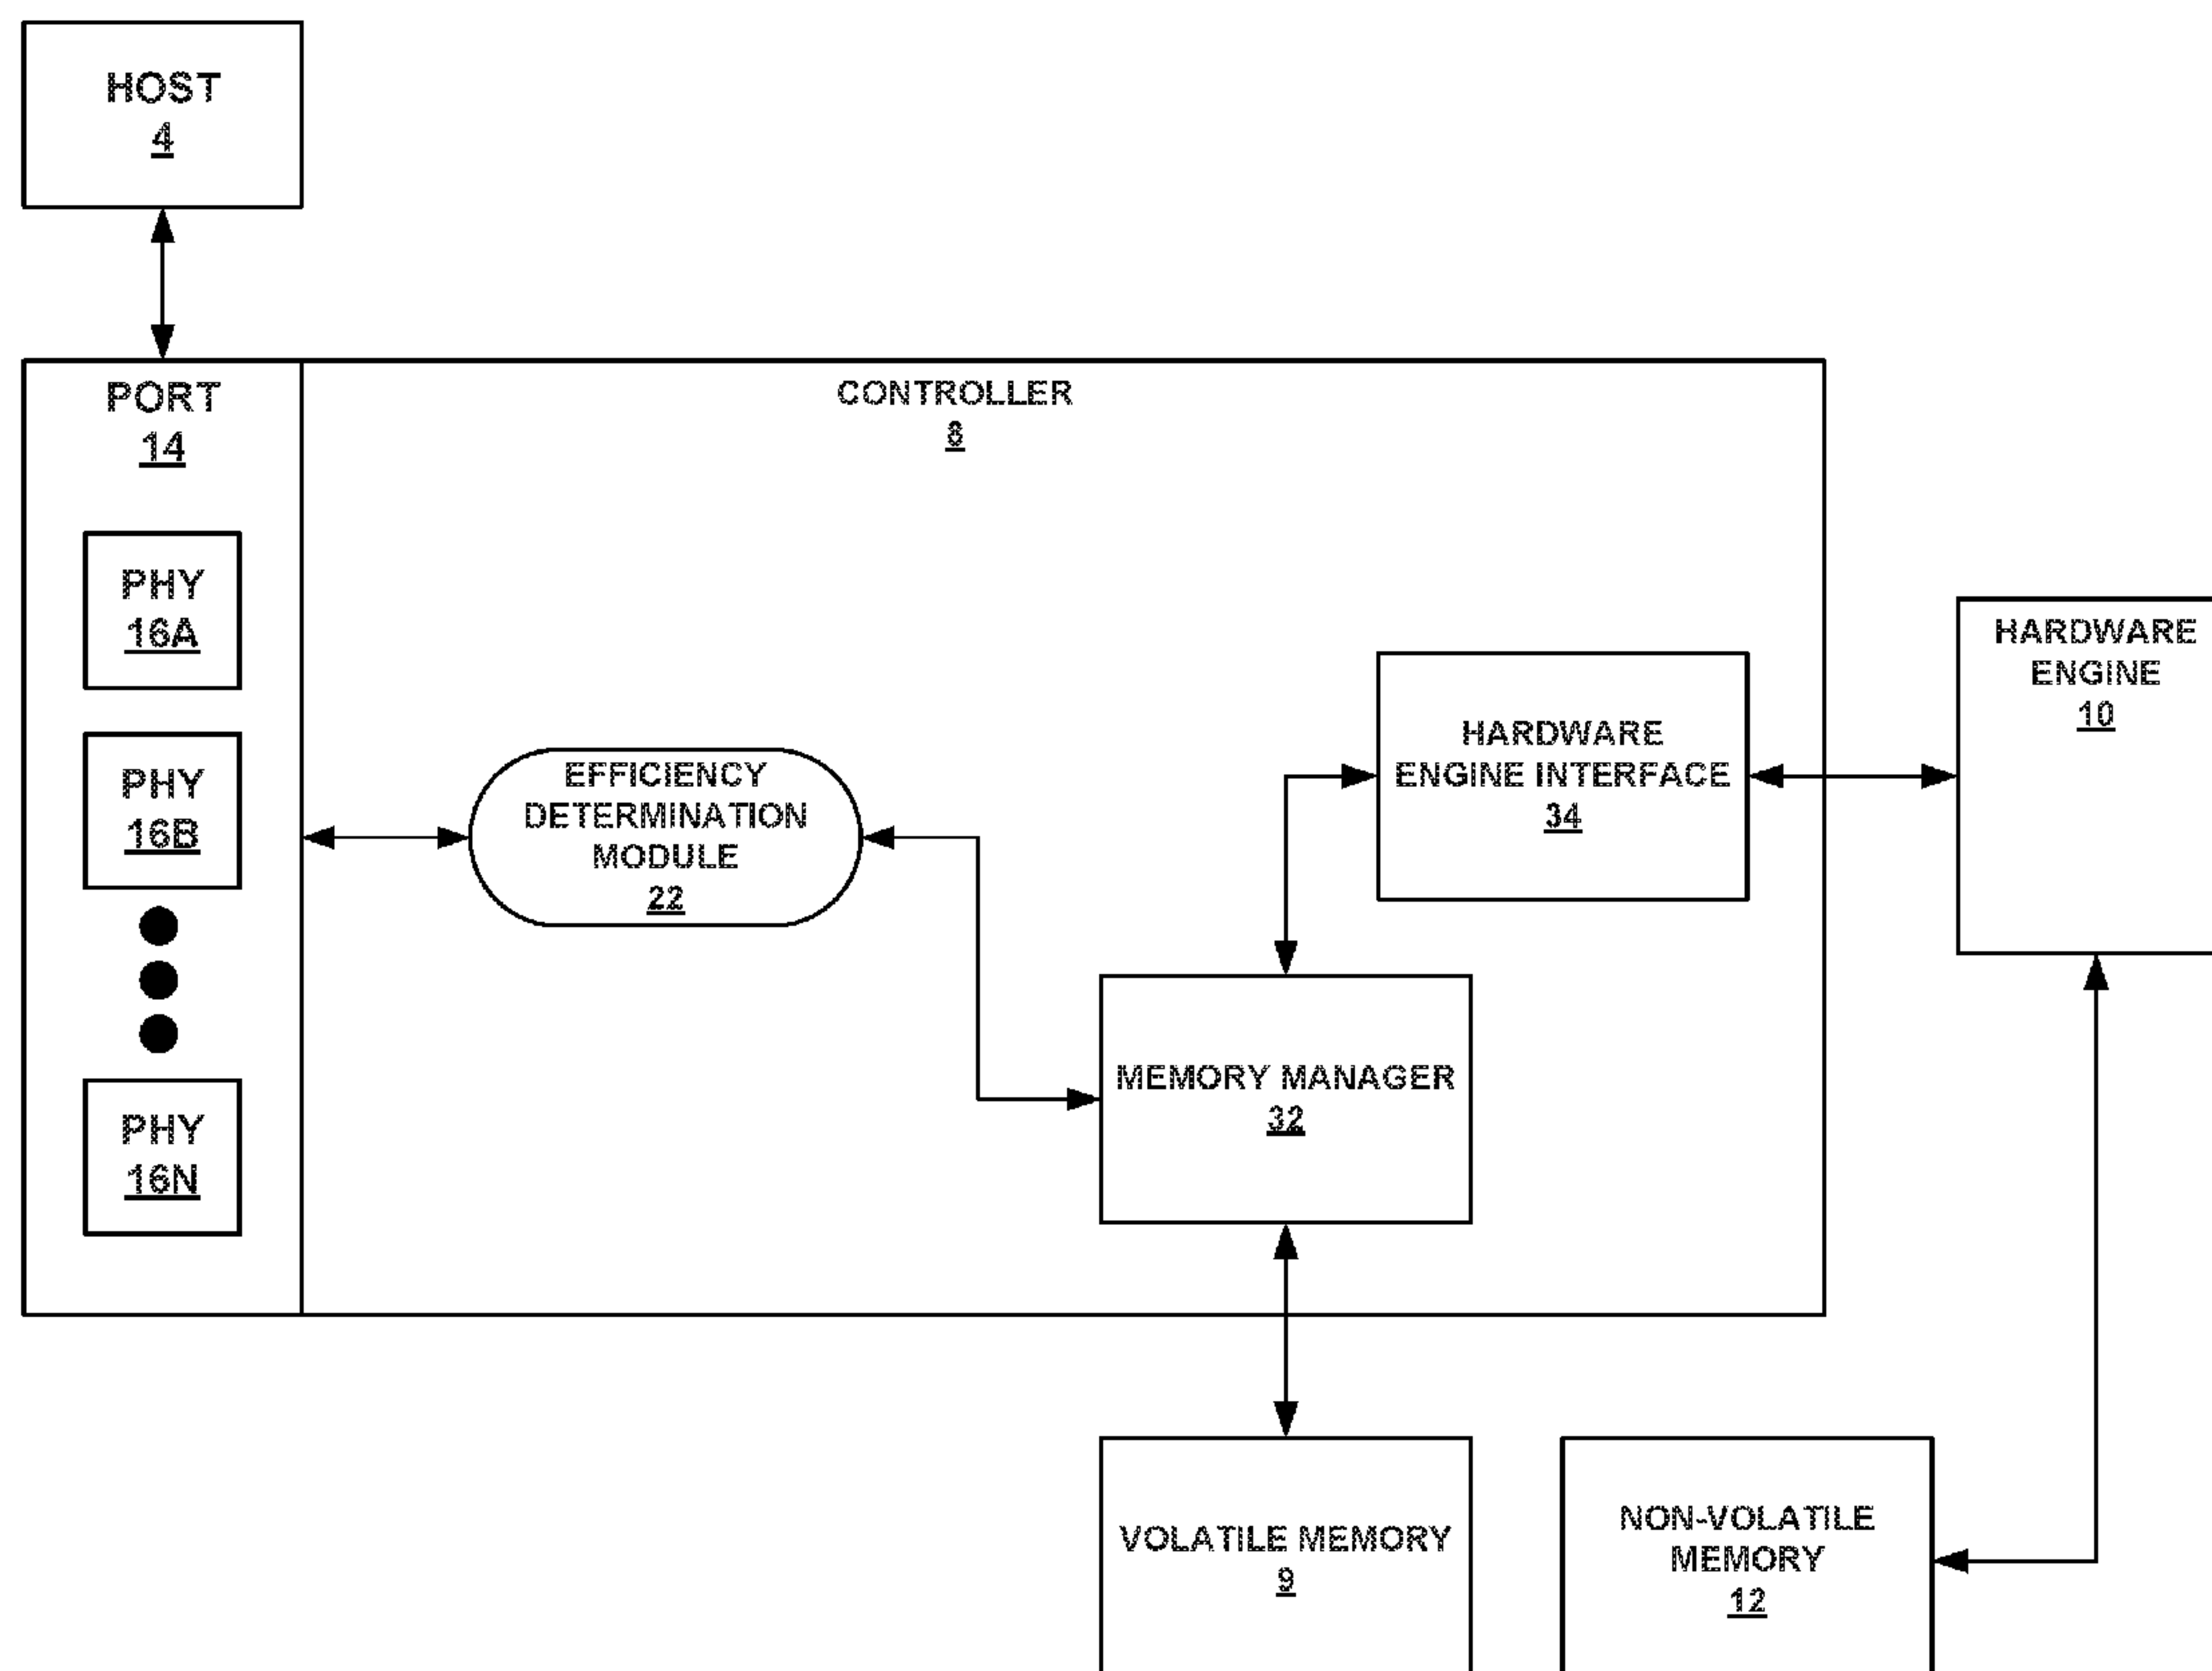 HOST
4
PORT
14
CONTROLLER
8
PHY
16A
PHY
16B
PHY
16N
EFFICIENCY
DETERMINATION
MODULE
22
HARDWARE
ENGINE INTERFACE
34
HARDWARE
ENGINE
10
MEMORY MANAGER
32
VOLATILE MEMORY
9
NON-VOLATILE
MEMORY
12